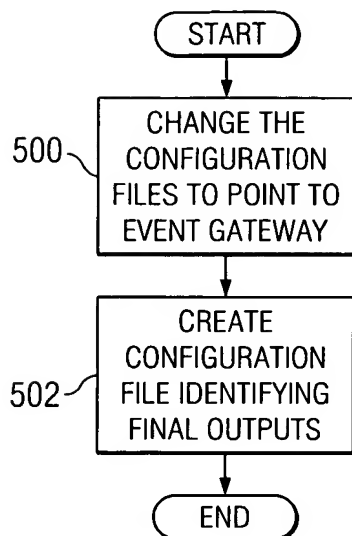 START
500
CHANGE THE
CONFIGURATION
FILES TO POINT TO
EVENT GATEWAY
502
CREATE
CONFIGURATION
FILE IDENTIFYING
FINAL OUTPUTS
END